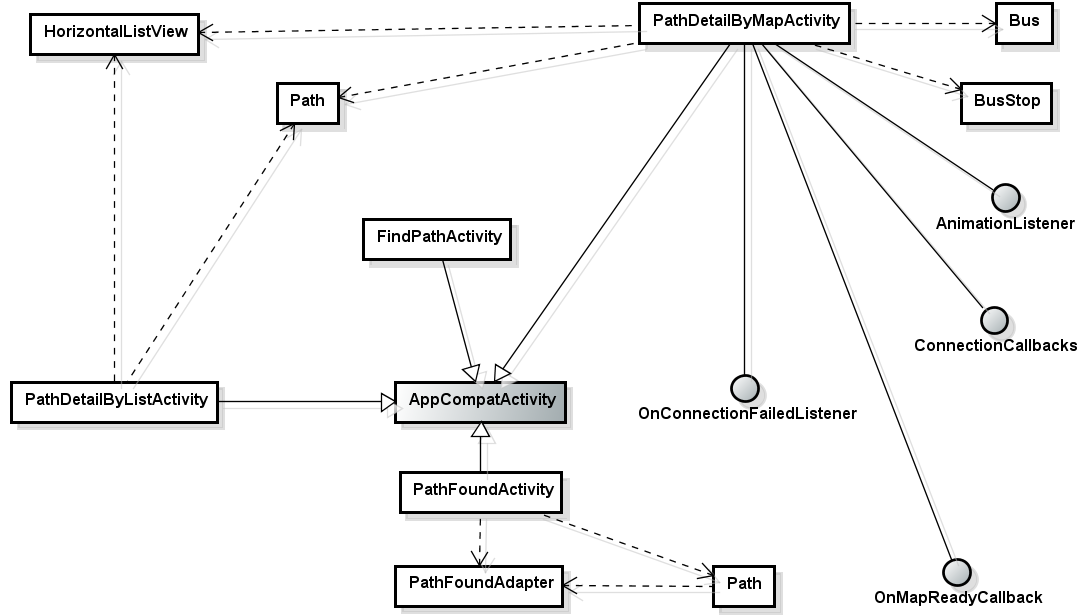 PathDetailByMapActivity
Bus
HorizontalListView
Path
BusStop
AnimationListener
FindPathActivity
ConnectionCallbacks
PathDetailByListActivity
AppCompatActivity
OnConnectionFailedListener
PathFoundActivity
PathFoundAdapter
Path
OnMapReadyCallback